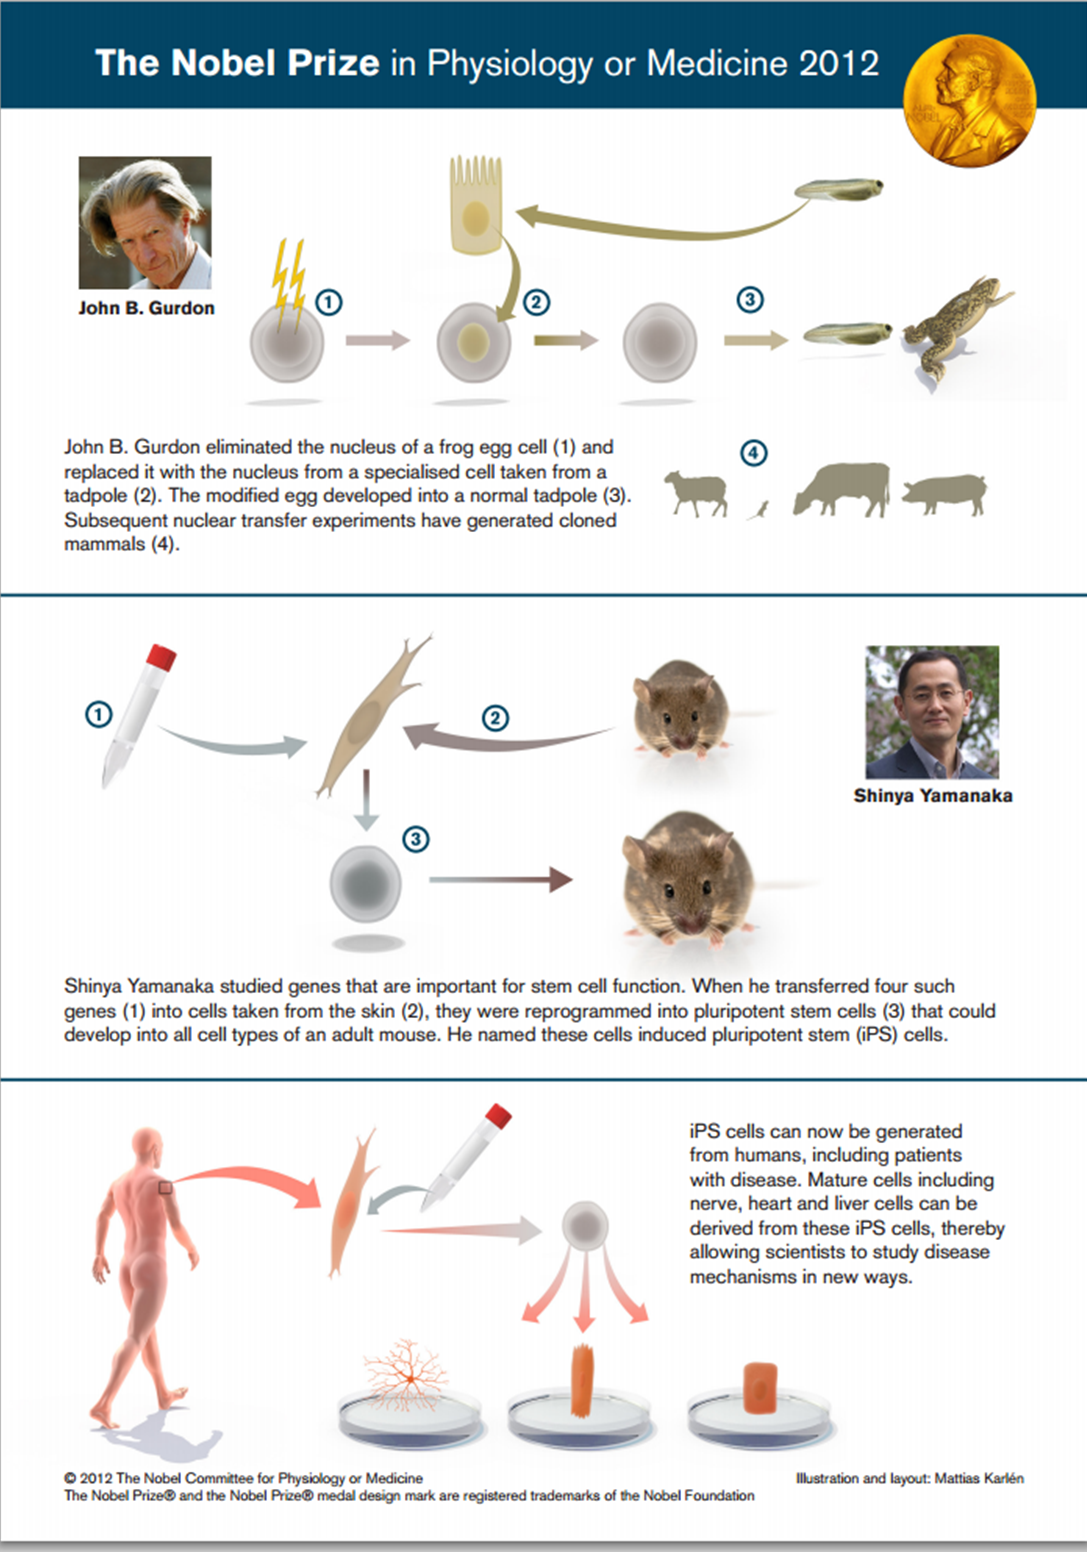 The Nobel Prize in Physiology or Medicine 2012
John B. Gurdon
1
2
3
John B. Gurdon eliminated the nucleus of a frog egg cell (1) and
replaced it with the nucleus from a specialised cell taken from a
tadpole (2). The modified egg developed into a normal tadpole (3).
Subsequent nuclear transfer experiments have generated cloned
mammals (4).
4
1
2
Shinya Yamanaka
3
Shinya Yamanaka studied genes that are important for stem cell function. When he transferred four such
genes (1) into cells taken from the skin (2), they were reprogrammed into pluripotent stem cells (3) that could
develop into all cell types of an adult mouse. He named these cells induced pluripotent stem (iPS) cells.
iPS cells can now be generated
from humans, including patients
with disease. Mature cells including
nerve, heart and liver cells can be
derived from these iPS cells, thereby
allowing scientists to study disease
mechanisms in new ways.
© 2012 The Nobel Committee for Physiology or Medicine
The Nobel Prize® and the Nobel Prize® medal design mark are registered trademarks of the Nobel Foundation
Illustration and layout: Mattias Karlén